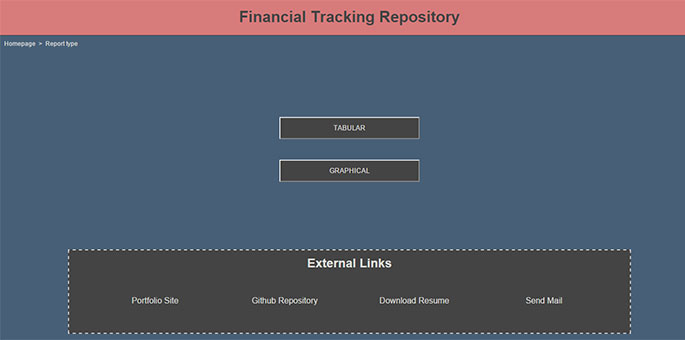 Financial Tracking Repository
Homepage > Report type
TABULAR
GRAPHICAL
External Links
Portfolio Site Github Repository Download Resume Send Mail